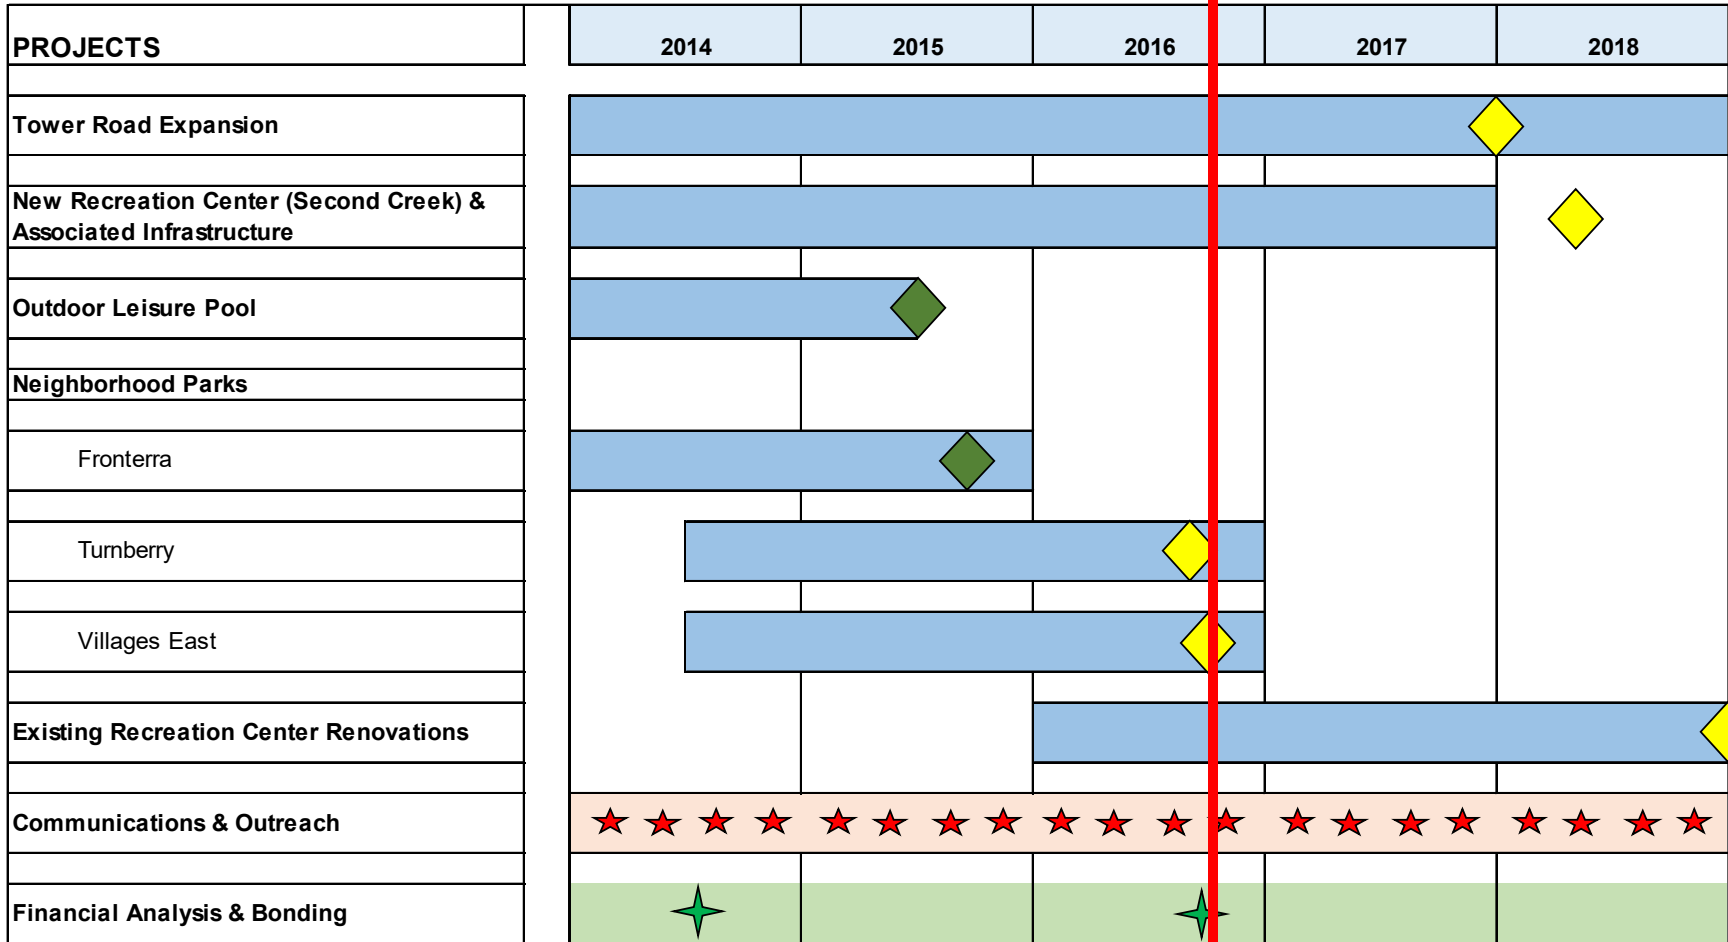 PROJECTS 2014 2015 2016 2017 2018
Tower Road Expansion
New Recreation Center (Second Creek) &
Associated Infrastructure
Outdoor Leisure Pool
Neighborhood Parks
Fronterra
Turnberry
Villages East
Existing Recreation Center Renovations
Communications & Outreach
Financial Analysis & Bonding